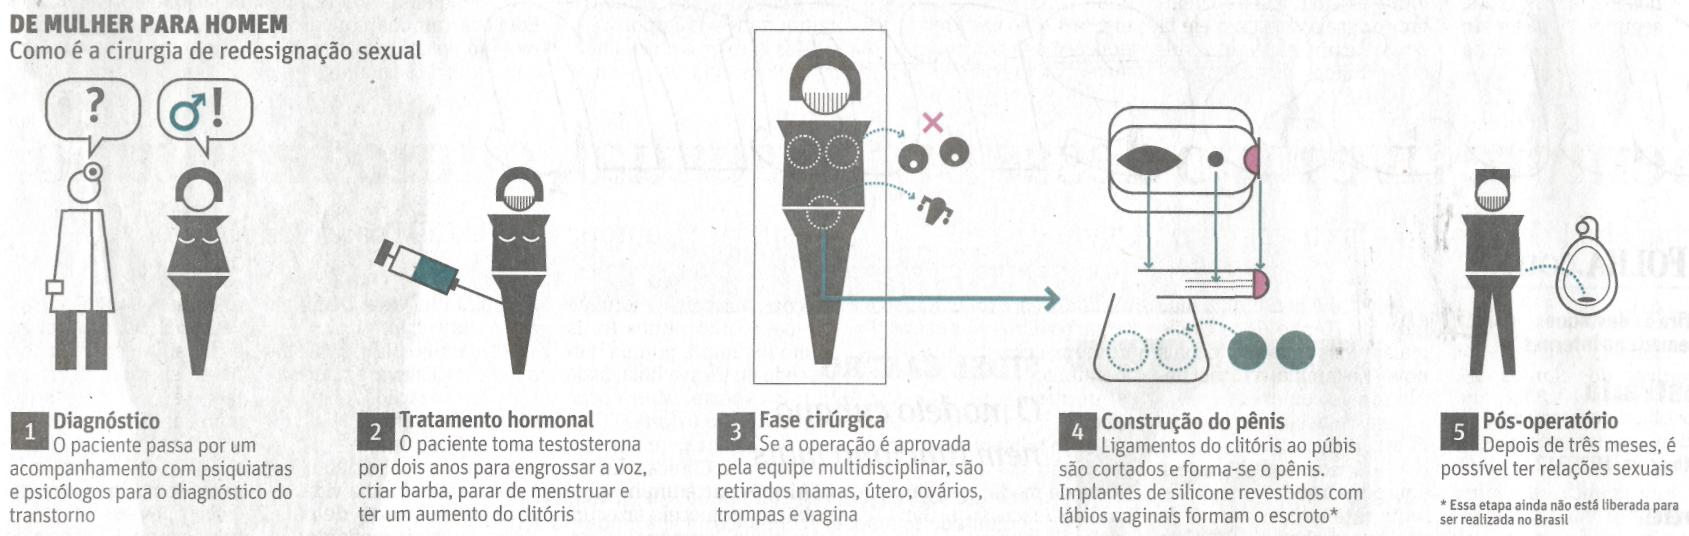 DE MULHER PARA HOMEM
Como é a cirurgia de redesignação sexual
?
!
1 Diagnóstico
O paciente passa por um
acompanhamento com psiquiatras
e psicólogos para o diagnóstico do
transtorno
2 Tratamento hormonal
O paciente toma testosterona
por dois anos para engrossar a voz,
criar barba, parar de menstruar e
ter um aumento do clitóris
3 Fase cirúrgica
Se a operação é aprovada
pela equipe multidisciplinar, são
retirados mamas, útero, ovários,
trompas e vagina
4 Construção do pênis
Ligamentos do clitóris ao púbis
são cortados e forma-se o pênis.
Implantes de silicone revestidos com
lábios vaginais formam o escroto*
5 Pós-operatório
Depois de três meses, é
possível ter relações sexuais
* Essa etapa ainda não está liberada para
ser realizada no Brasil